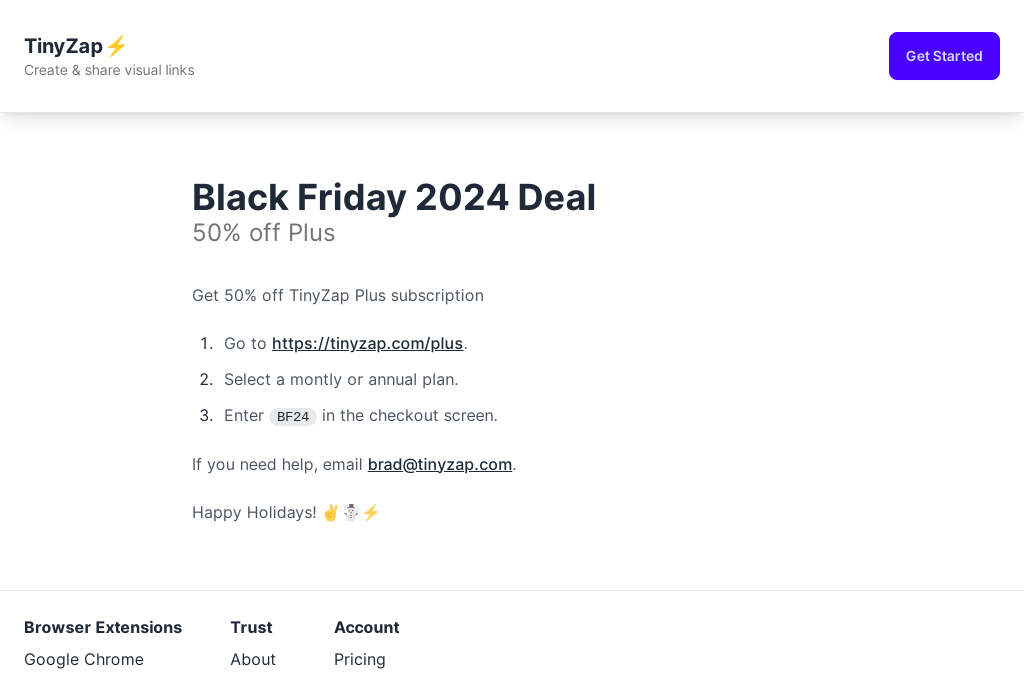 TinyZap⚡
Create & share visual links
Get Started
Black Friday 2024 Deal
50% off Plus
Get 50% off TinyZap Plus subscription
1. Go to https://tinyzap.com/plus.
2. Select a montly or annual plan.
3. Enter BF24 in the checkout screen.
If you need help, email brad@tinyzap.com.
Happy Holidays! ✌️☃️⚡
Browser Extensions
Google Chrome
Trust
About
Account
Pricing